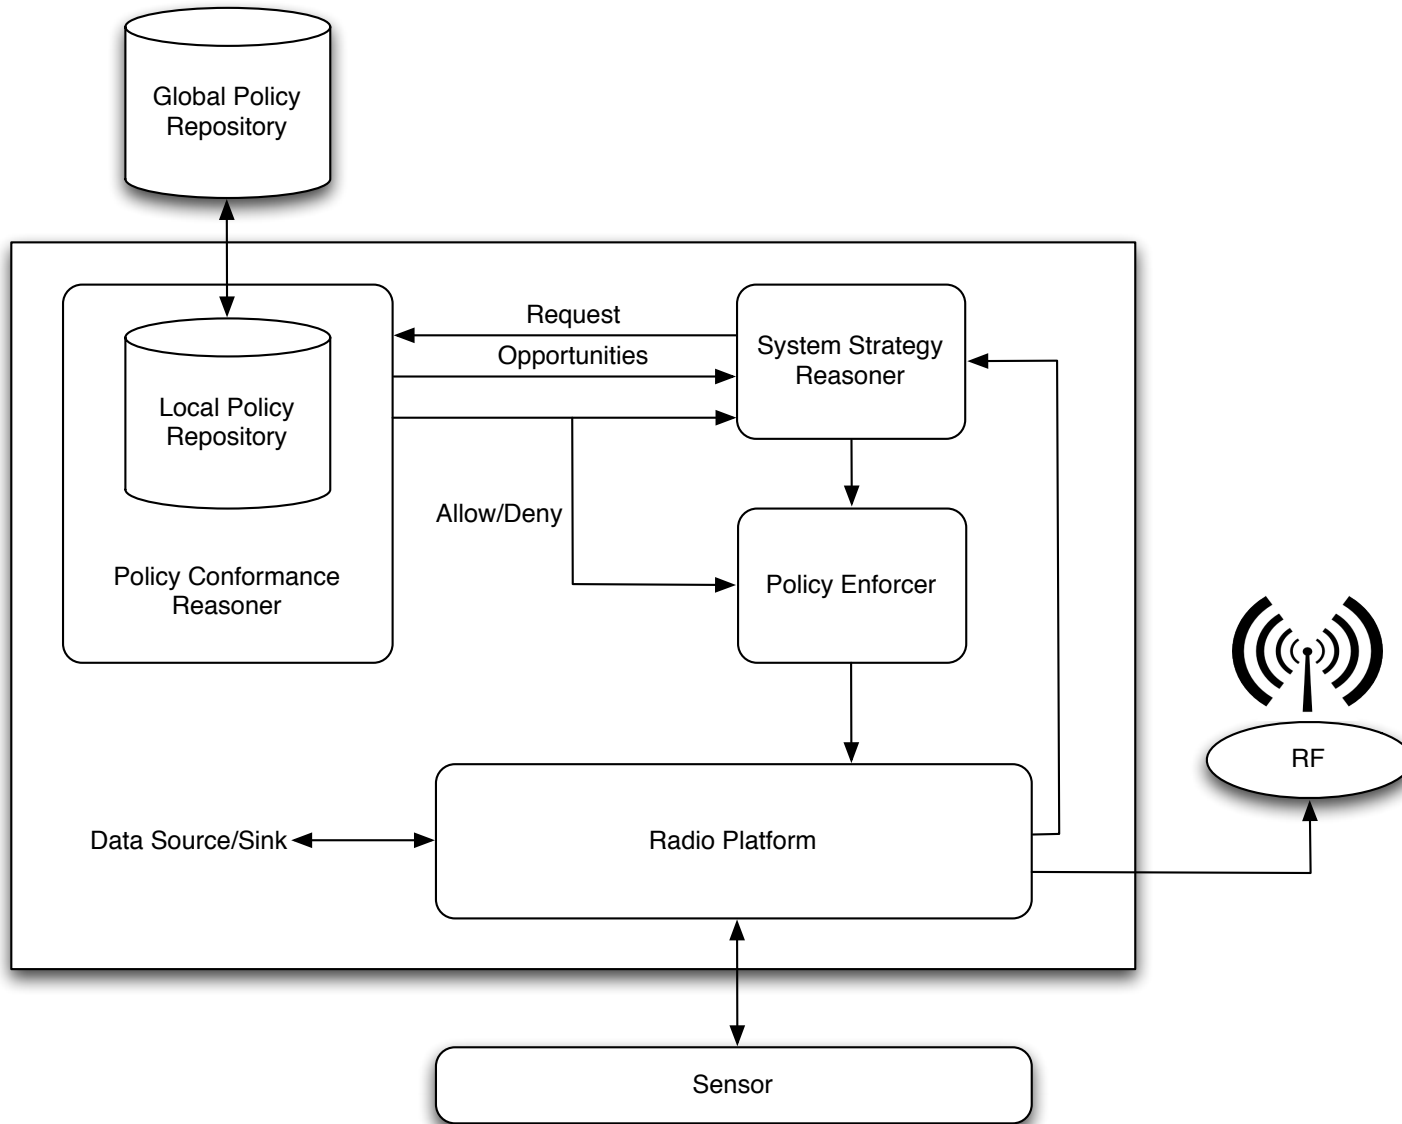 Global Policy
Repository
Request
System Strategy
Reasoner
Opportunities
Local Policy
Repository
Allow/Deny
Policy Conformance
Reasoner
Policy Enforcer
RF
Data Source/Sink
Radio Platform
Sensor